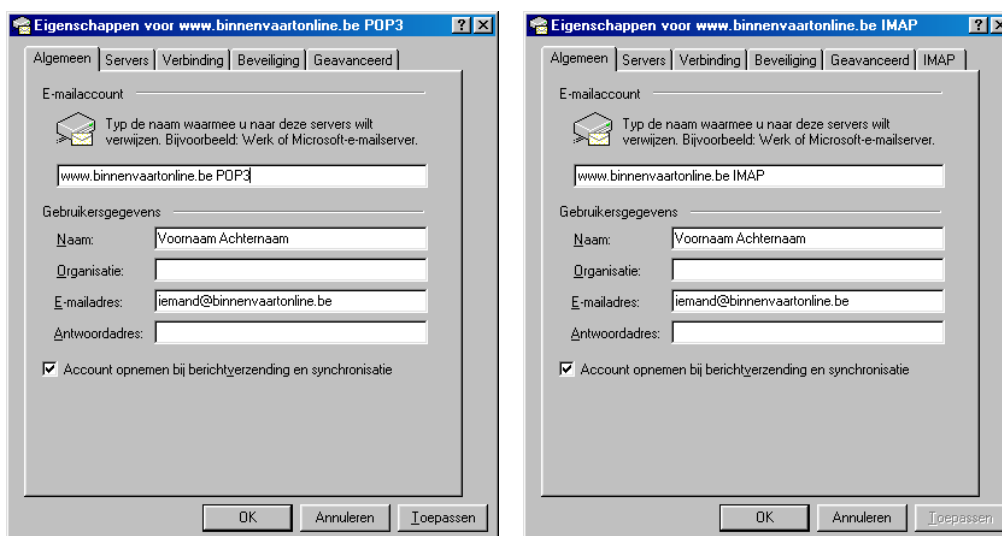 Eigenschappen voor www.binnenvaartonline.be POP3
Algemeen Servers Verbinding Beveiliging Geavanceerd
E-mailaccount
Typ de naam waarmee u naar deze servers wilt
verwijzen. Bijvoorbeeld: Werk of Microsoft-e-mailserver.
www.binnenvaartonline.be POP3
Gebruikersgegevens
Naam: Voornaam Achternaam
Organisatie:
E-mailadres: iemand@binnenvaartonline.be
Antwoordadres:
Account opnemen bij berichtverzending en synchronisatie
OK Annuleren Toepassen
Eigenschappen voor www.binnenvaartonline.be IMAP
Algemeen Servers Verbinding Beveiliging Geavanceerd IMAP
E-mailaccount
Typ de naam waarmee u naar deze servers wilt
verwijzen. Bijvoorbeeld: Werk of Microsoft-e-mailserver.
www.binnenvaartonline.be IMAP
Gebruikersgegevens
Naam: Voornaam Achternaam
Organisatie:
E-mailadres: iemand@binnenvaartonline.be
Antwoordadres:
Account opnemen bij berichtverzending en synchronisatie
OK Annuleren Toepassen